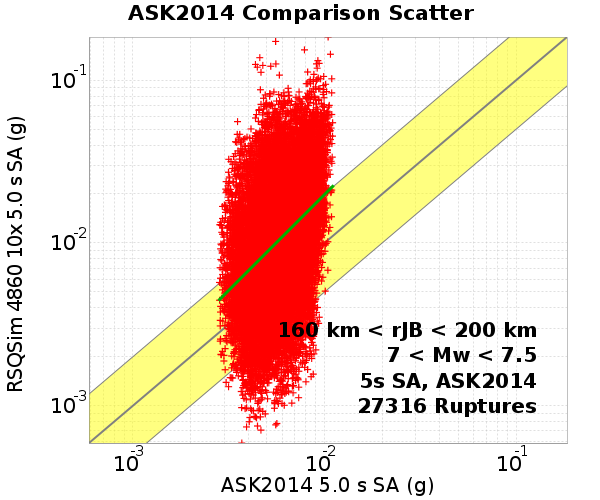 ASK2014 Comparison Scatter
RSQSim 4860 10x 5.0 s SA (g)
10-1
10-2
10-3
160 km < rJB < 200 km
7 < Mw < 7.5
5s SA, ASK2014
27316 Ruptures
10-3 10-2 10-1
ASK2014 5.0 s SA (g)